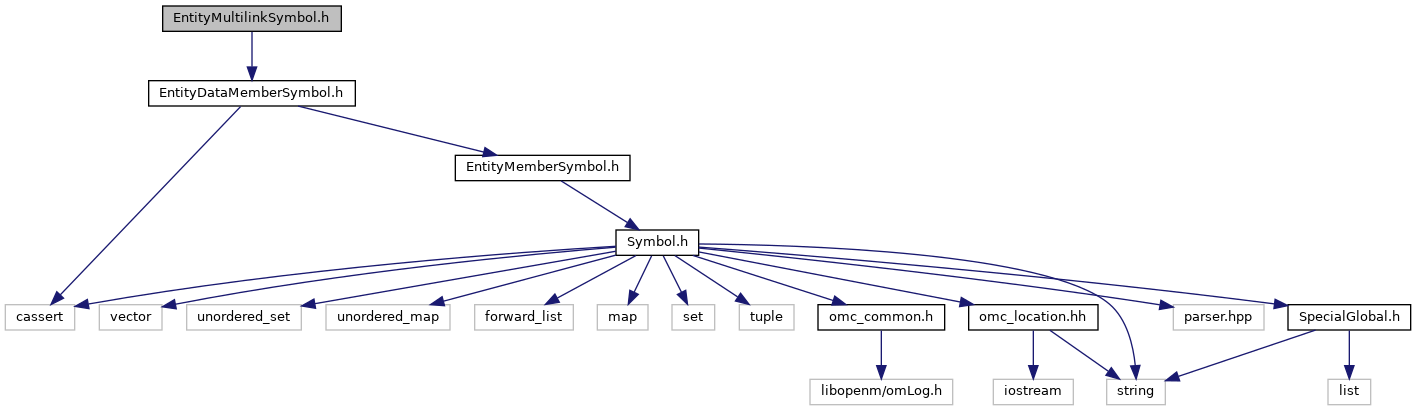 EntityMultilinkSymbol.h
EntityDataMemberSymbol.h
EntityMemberSymbol.h
Symbol.h
cassert
vector
unordered_set
unordered_map
forward_list
map
set
tuple
omc_common.h
omc_location.hh
parser.hpp
SpecialGlobal.h
libopenm/omLog.h
iostream
string
list